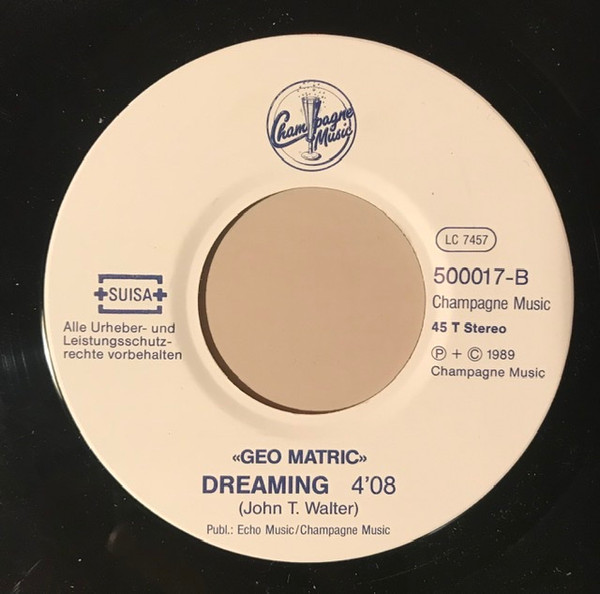 Champagne
Music
LC 7457
500017-B
Champagne Music
45 T Stereo
Ⓟ + © 1989
Champagne Music
+SUISA+
Alle Urheber- und
Leistungsschutz-
rechte vorbehalten
«GEO MATRIC»
DREAMING 4'08
(John T. Walter)
Publ.: Echo Music/Champagne Music